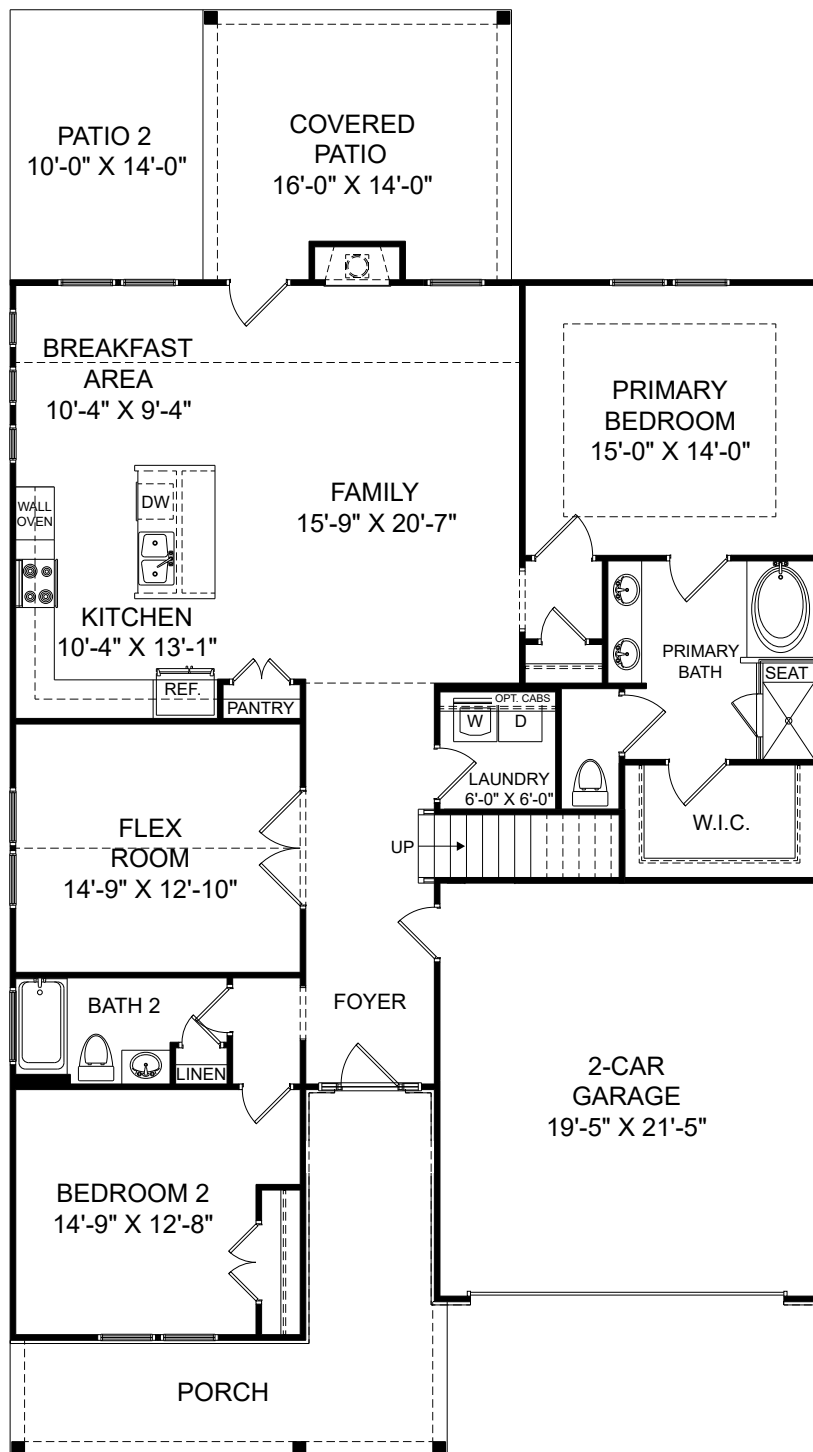 PATIO 2
10'-0" X 14'-0"
COVERED
PATIO
16'-0" X 14'-0"
BREAKFAST
AREA
10'-4" X 9'-4"
PRIMARY
BEDROOM
15'-0" X 14'-0"
FAMILY
15'-9" X 20'-7"
WALL
OVEN
DW
KITCHEN
10'-4" X 13'-1"
REF.
PANTRY
PRIMARY
BATH
SEAT
OPT. CABS
W
D
LAUNDRY
6'-0" X 6'-0"
W.I.C.
FLEX
ROOM
14'-9" X 12'-10"
UP
BATH 2
LINEN
FOYER
2-CAR
GARAGE
19'-5" X 21'-5"
BEDROOM 2
14'-9" X 12'-8"
PORCH